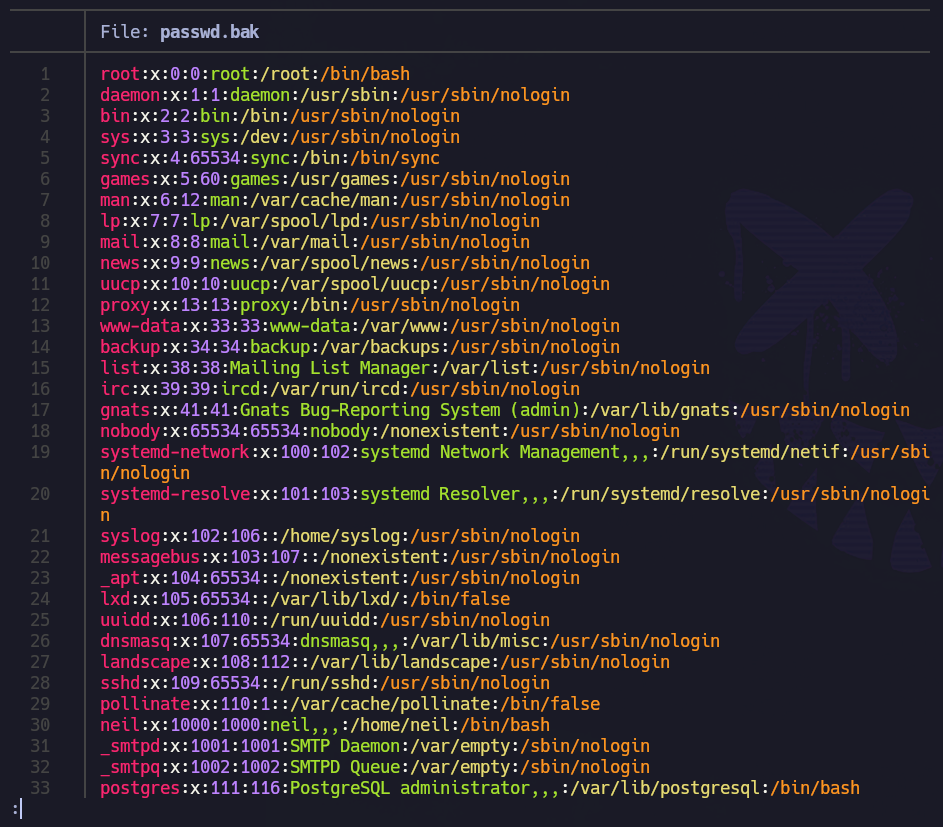 File: passwd.bak
1 root:x:0:0:root:/root:/bin/bash
2 daemon:x:1:1:daemon:/usr/sbin:/usr/sbin/nologin
3 bin:x:2:2:bin:/bin:/usr/sbin/nologin
4 sys:x:3:3:sys:/dev:/usr/sbin/nologin
5 sync:x:4:65534:sync:/bin:/bin/sync
6 games:x:5:60:games:/usr/games:/usr/sbin/nologin
7 man:x:6:12:man:/var/cache/man:/usr/sbin/nologin
8 lp:x:7:7:lp:/var/spool/lpd:/usr/sbin/nologin
9 mail:x:8:8:mail:/var/mail:/usr/sbin/nologin
10 news:x:9:9:news:/var/spool/news:/usr/sbin/nologin
11 uucp:x:10:10:uucp:/var/spool/uucp:/usr/sbin/nologin
12 proxy:x:13:13:proxy:/bin:/usr/sbin/nologin
13 www-data:x:33:33:www-data:/var/www:/usr/sbin/nologin
14 backup:x:34:34:backup:/var/backups:/usr/sbin/nologin
15 list:x:38:38:Mailing List Manager:/var/list:/usr/sbin/nologin
16 irc:x:39:39:ircd:/var/run/ircd:/usr/sbin/nologin
17 gnats:x:41:41:Gnats Bug-Reporting System (admin):/var/lib/gnats:/usr/sbin/nologin
18 nobody:x:65534:65534:nobody:/nonexistent:/usr/sbin/nologin
19 systemd-network:x:100:102:systemd Network Management,,,:/run/systemd/netif:/usr/sbi
n/nologin
20 systemd-resolve:x:101:103:systemd Resolver,,,:/run/systemd/resolve:/usr/sbin/nologi
n
21 syslog:x:102:106::/home/syslog:/usr/sbin/nologin
22 messagebus:x:103:107::/nonexistent:/usr/sbin/nologin
23 _apt:x:104:65534::/nonexistent:/usr/sbin/nologin
24 lxd:x:105:65534::/var/lib/lxd/:/bin/false
25 uuidd:x:106:110::/run/uuidd:/usr/sbin/nologin
26 dnsmasq:x:107:65534:dnsmasq,,,:/var/lib/misc:/usr/sbin/nologin
27 landscape:x:108:112::/var/lib/landscape:/usr/sbin/nologin
28 sshd:x:109:65534::/run/sshd:/usr/sbin/nologin
29 pollinate:x:110:1::/var/cache/pollinate:/bin/false
30 neil:x:1000:1000:neil,,,:/home/neil:/bin/bash
31 _smtpd:x:1001:1001:SMTP Daemon:/var/empty:/sbin/nologin
32 _smtpq:x:1002:1002:SMTPD Queue:/var/empty:/sbin/nologin
33 postgres:x:111:116:PostgreSQL administrator,,,:/var/lib/postgresql:/bin/bash
: